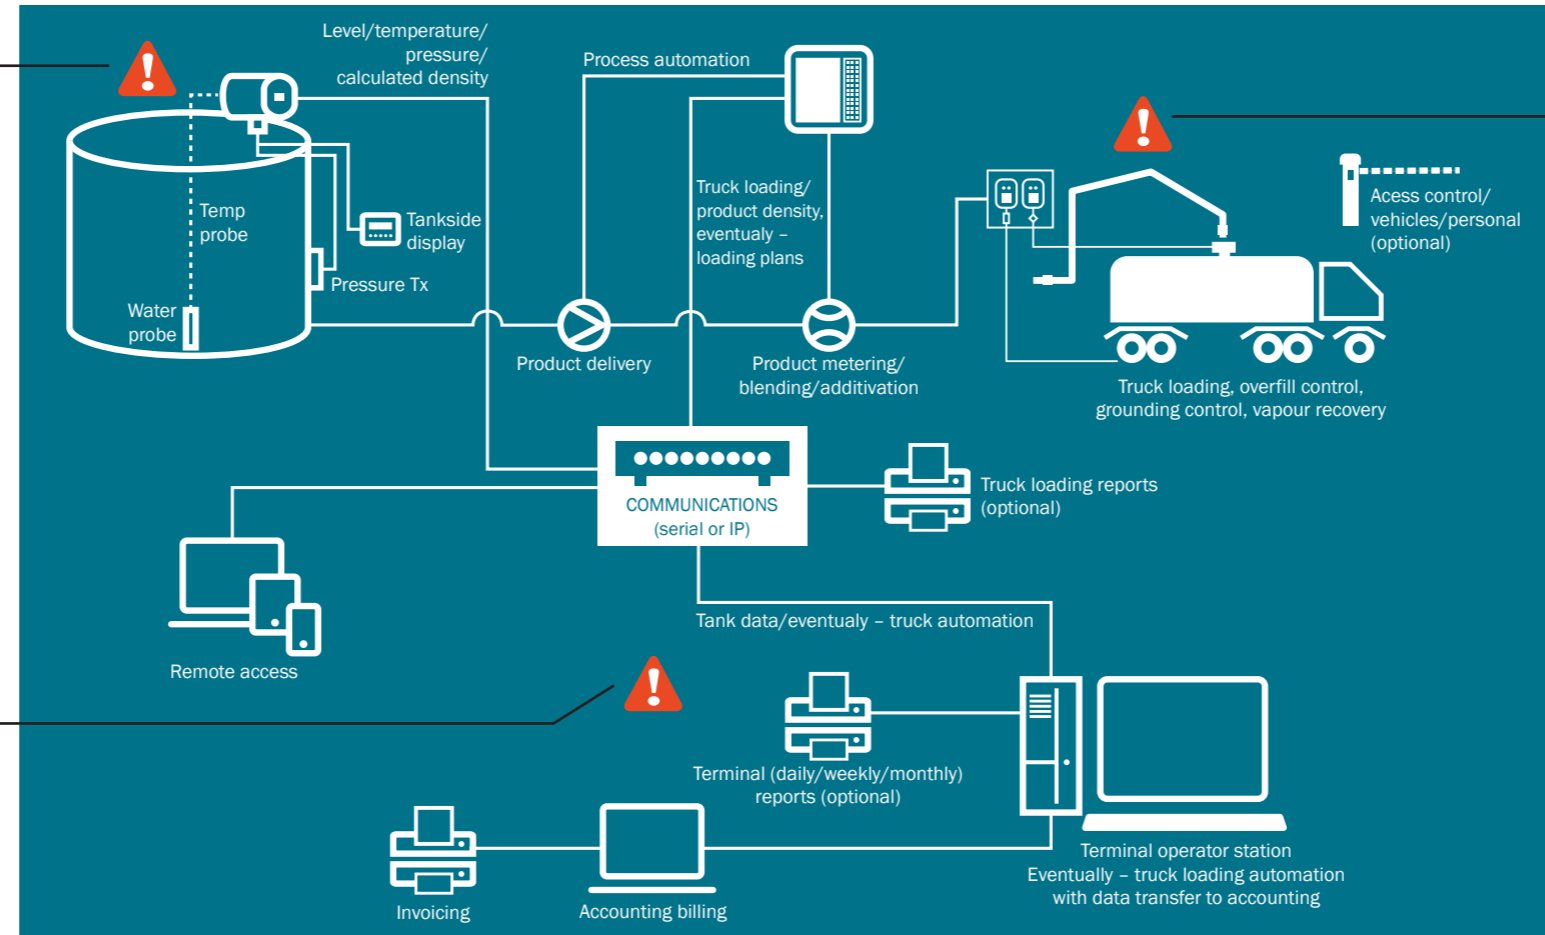 Level/temperature/
pressure/
calculated density
Process automation
Temp
probe
Tankside
display
Pressure Tx
Water
probe
Truck loading/
product density,
eventualy –
loading plans
Acess control/
vehicles/personal
(optional)
Product delivery
Product metering/
blending/additivation
Truck loading, overfill control,
grounding control, vapour recovery
COMMUNICATIONS
(serial or IP)
Truck loading reports
(optional)
Remote access
Tank data/eventualy – truck automation
Terminal (daily/weekly/monthly)
reports (optional)
Terminal operator station
Eventually – truck loading automation
with data transfer to accounting
Invoicing
Accounting billing